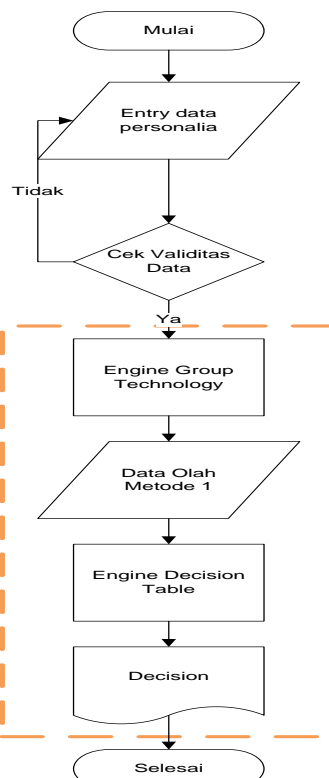 Mulai
Entry data
personalia
Tidak
Cek Validitas
Data
Ya
Engine Group
Technology
Data Olah
Metode 1
Engine Decision
Table
Decision
Selesai